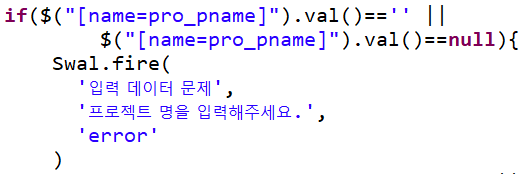 if($("[name=pro_pname]").val()=='' ||
$("[name=pro_pname]").val()==null){
Swal.fire(
'입력 데이터 문제',
'프로젝트 명을 입력해주세요.',
'error'
)